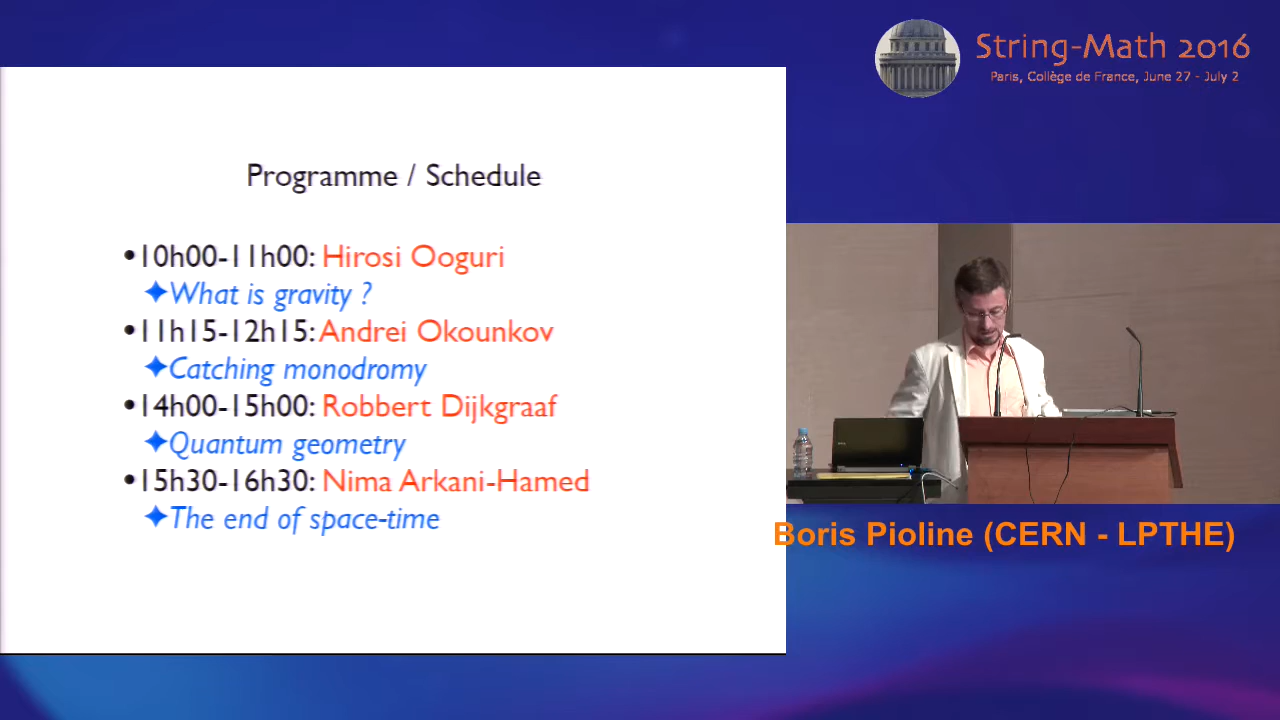 String-Math 2016
Paris, Collège de France, June 27 - July 2
Programme / Schedule
•10h00-11h00: Hirosi Ooguri
✦What is gravity ?
•11h15-12h15: Andrei Okounkov
✦Catching monodromy
•14h00-15h00: Robbert Dijkgraaf
✦Quantum geometry
•15h30-16h30: Nima Arkani-Hamed
✦The end of space-time
Boris Pioline (CERN - LPTHE)